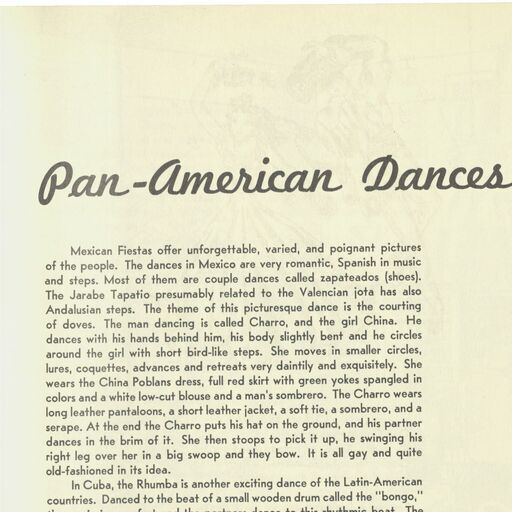 Pan-American Dances
Mexican Fiestas offer unforgettable, varied, and poignant pictures
of the people. The dances in Mexico are very romantic, Spanish in music
and steps. Most of them are couple dances called zapateados (shoes).
The Jarabe Tapatio presumably related to the Valencian jota has also
Andalusian steps. The theme of this picturesque dance is the courting
of doves. The man dancing is called Charro, and the girl China. He
dances with his hands behind him, his body slightly bent and he circles
around the girl with short bird-like steps. She moves in smaller circles,
lures, coquettes, advances and retreats very daintily and exquisitely. She
wears the China Poblans dress, full red skirt with green yokes spangled in
colors and a white low-cut blouse and a man's sombrero. The Charro wears
long leather pantaloons, a short leather jacket, a soft tie, a sombrero, and a
serape. At the end the Charro puts his hat on the ground, and his partner
dances in the brim of it. She then stoops to pick it up, he swinging his
right leg over her in a big swoop and they bow. It is all gay and quite
old-fashioned in its idea.
In Cuba, the Rhumba is another exciting dance of the Latin-American
countries. Danced to the beat of a small wooden drum called the "bongo,"
the partners dance to this rhythmic beat. The